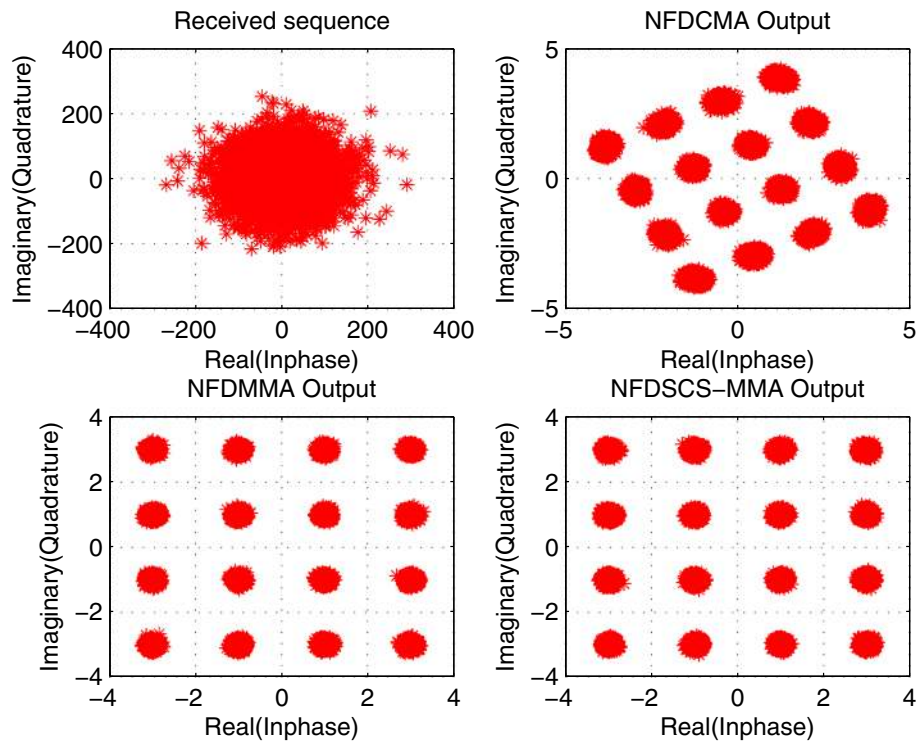 Received sequence
400
200
0
−200
−400
−400 −200 0 200 400
Imaginary(Quadrature)
Real(Inphase)
NFDCMA Output
5
0
−5
−5 0 5
Imaginary(Quadrature)
Real(Inphase)
NFDMMA Output
4
2
0
−2
−4
−4 −2 0 2 4
Imaginary(Quadrature)
Real(Inphase)
NFDSCS−MMA Output
4
2
0
−2
−4
−4 −2 0 2 4
Imaginary(Quadrature)
Real(Inphase)